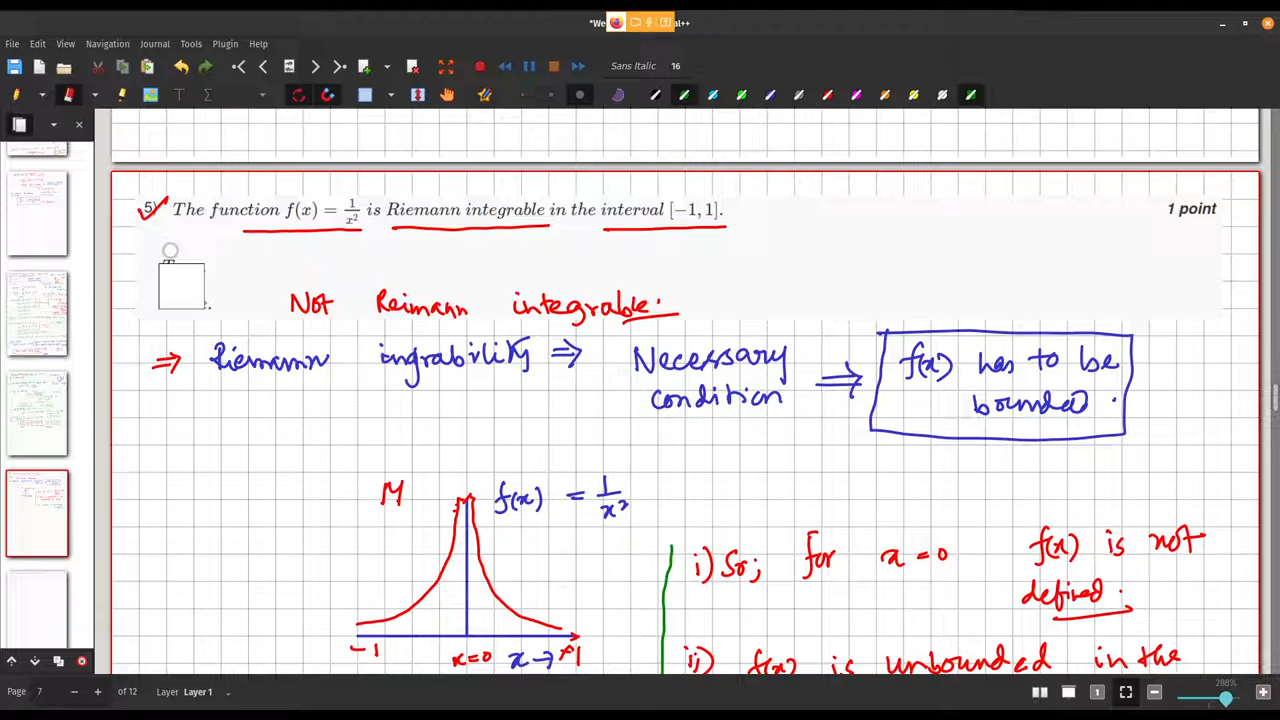 *We
al++
File Edit View Navigation Journal Tools Plugin Help
Sans Italic 16
5) The function f(x) = 1/x² is Riemann integrable in the interval [−1, 1].
1 point
Not Reimann integrable.
⇒ Riemann ingrability ⇒ Necessary condition ⇒ f(x) has to be bounded.
M
f(x) = 1/x²
-1
x=0
x→
+1
i) So; for x=0 f(x) is not defined.
ii) f(x) is unbounded in the
Page 7 of 12 Layer Layer 1
288%